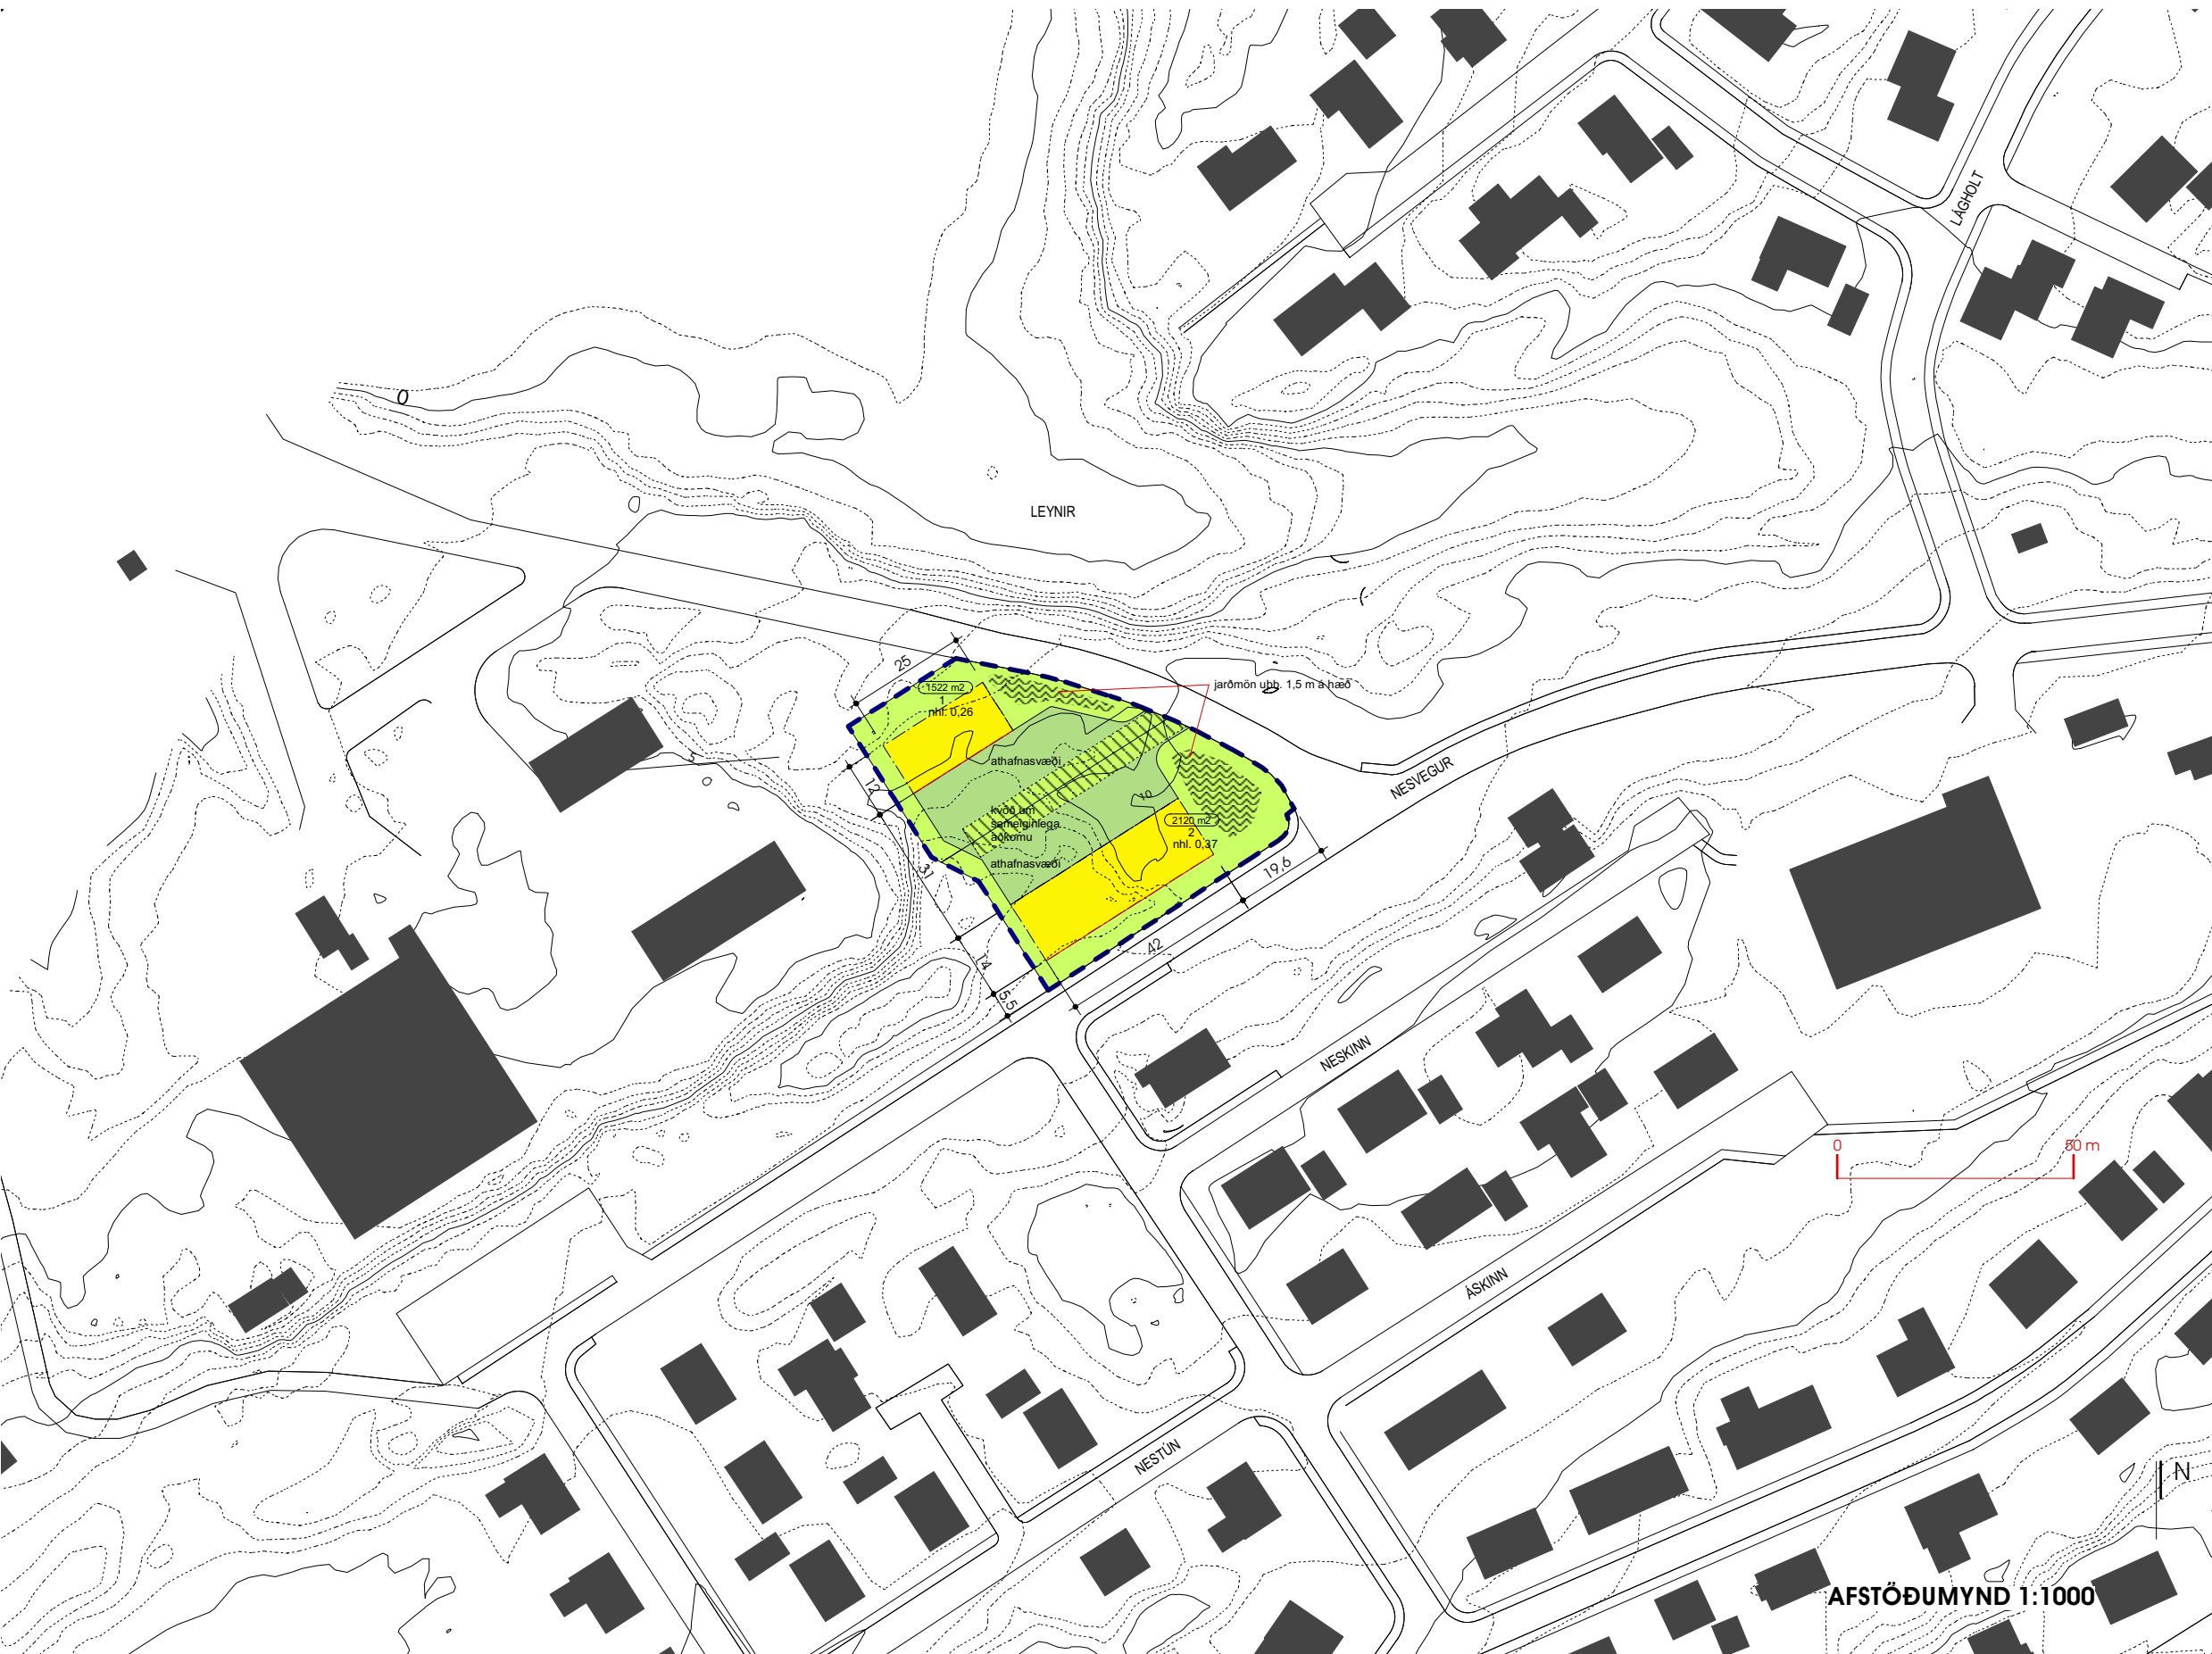 LÁGHOLT
0
LEYNIR
25
1522 m2
1
nhl. 0,26
jarðmön ubb. 1,5 m á hæð
5
athafnasvæði
12
NESVEGUR
10
kvöð um
sameiginlega
aðkomu
2120 m2
2
nhl. 0,37
athafnasvæði
31
19,6
42
14
5,5
NESKINN
0
50 m
ÁSKINN
NESTÚN
N
AFSTÖÐUMYND 1:1000